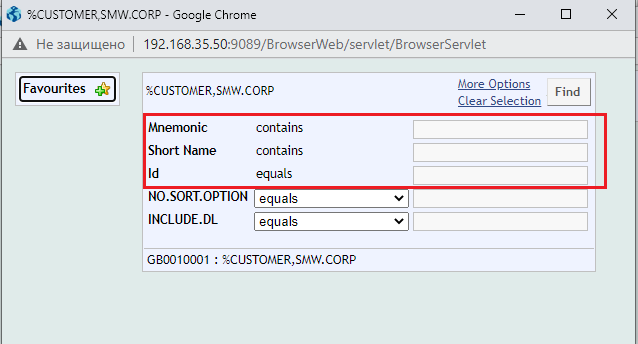 %CUSTOMER,SMW.CORP - Google Chrome
Не защищено | 192.168.35.50:9089/BrowserWeb/servlet/BrowserServlet
Favourites
%CUSTOMER,SMW.CORP
More Options
Clear Selection
Find
Mnemonic contains
Short Name contains
Id equals
NO.SORT.OPTION equals
INCLUDE.DL equals
GB0010001 : %CUSTOMER,SMW.CORP